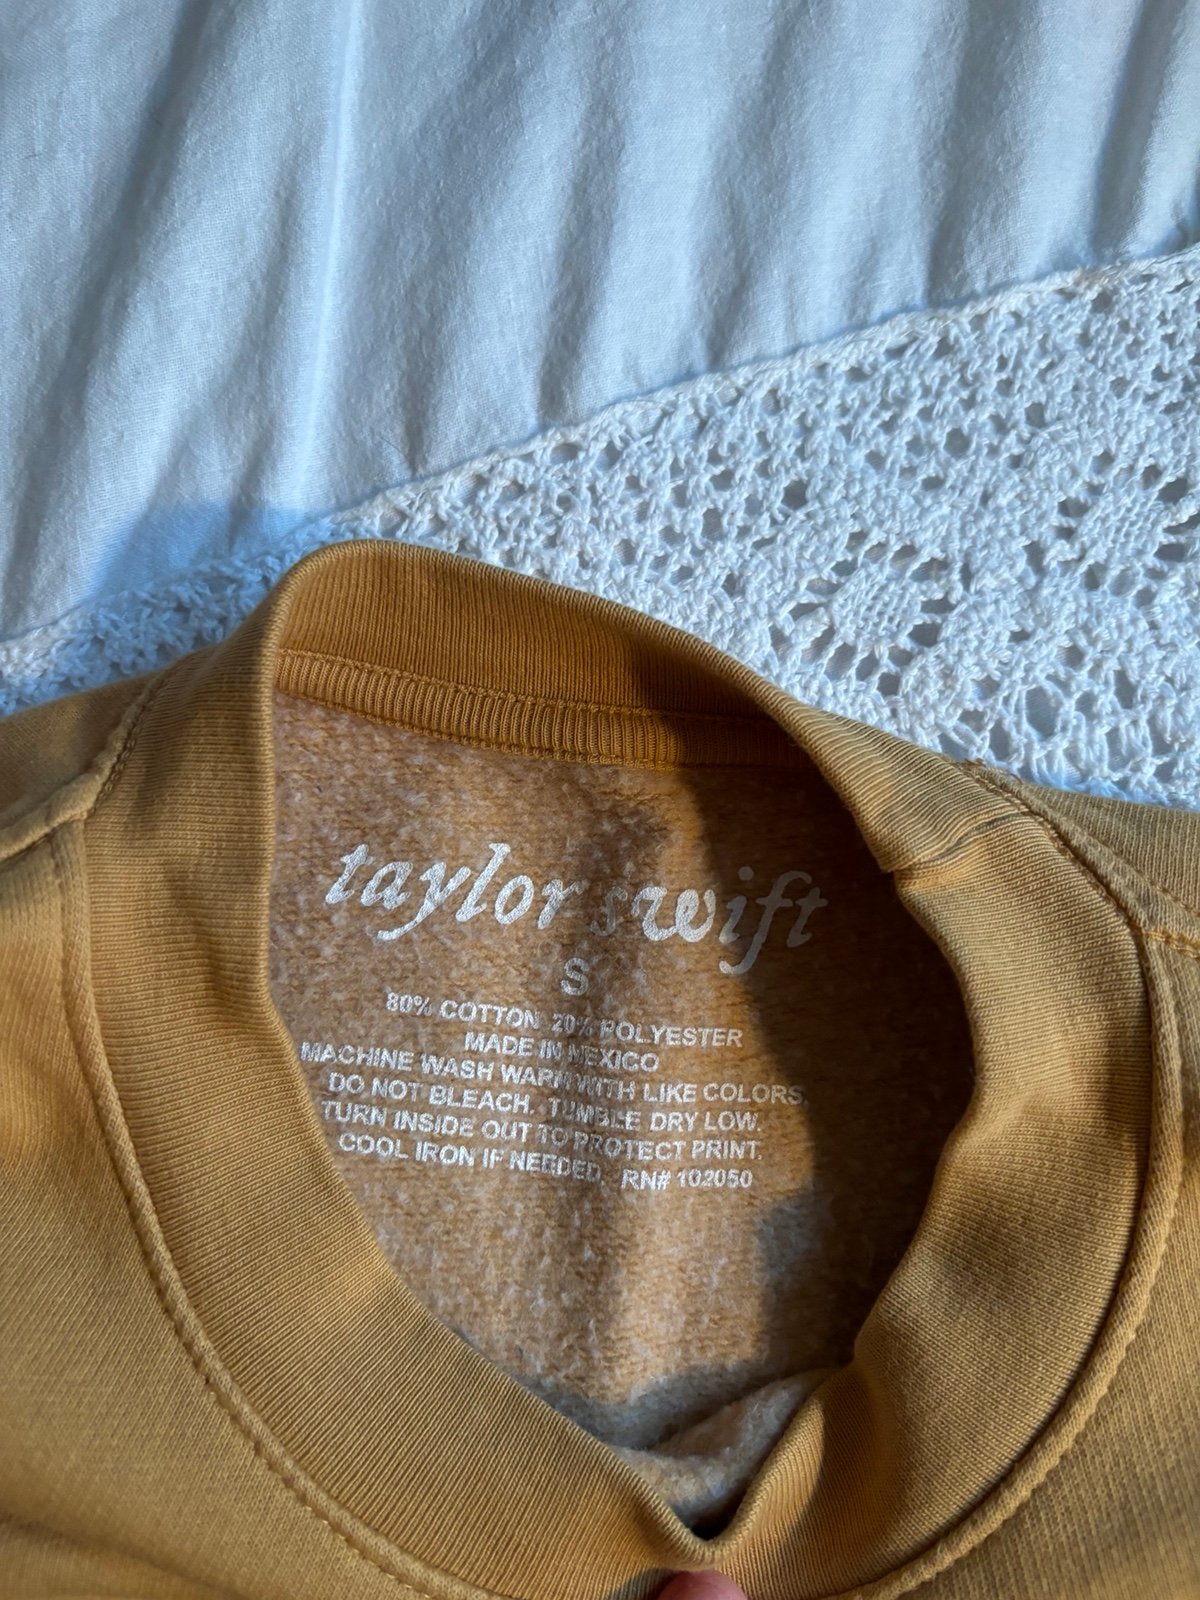 taylor swift
S
80% COTTON 20% POLYESTER
MADE IN MEXICO
MACHINE WASH WARM WITH LIKE COLORS.
DO NOT BLEACH. TUMBLE DRY LOW.
TURN INSIDE OUT TO PROTECT PRINT.
COOL IRON IF NEEDED. RN# 102050